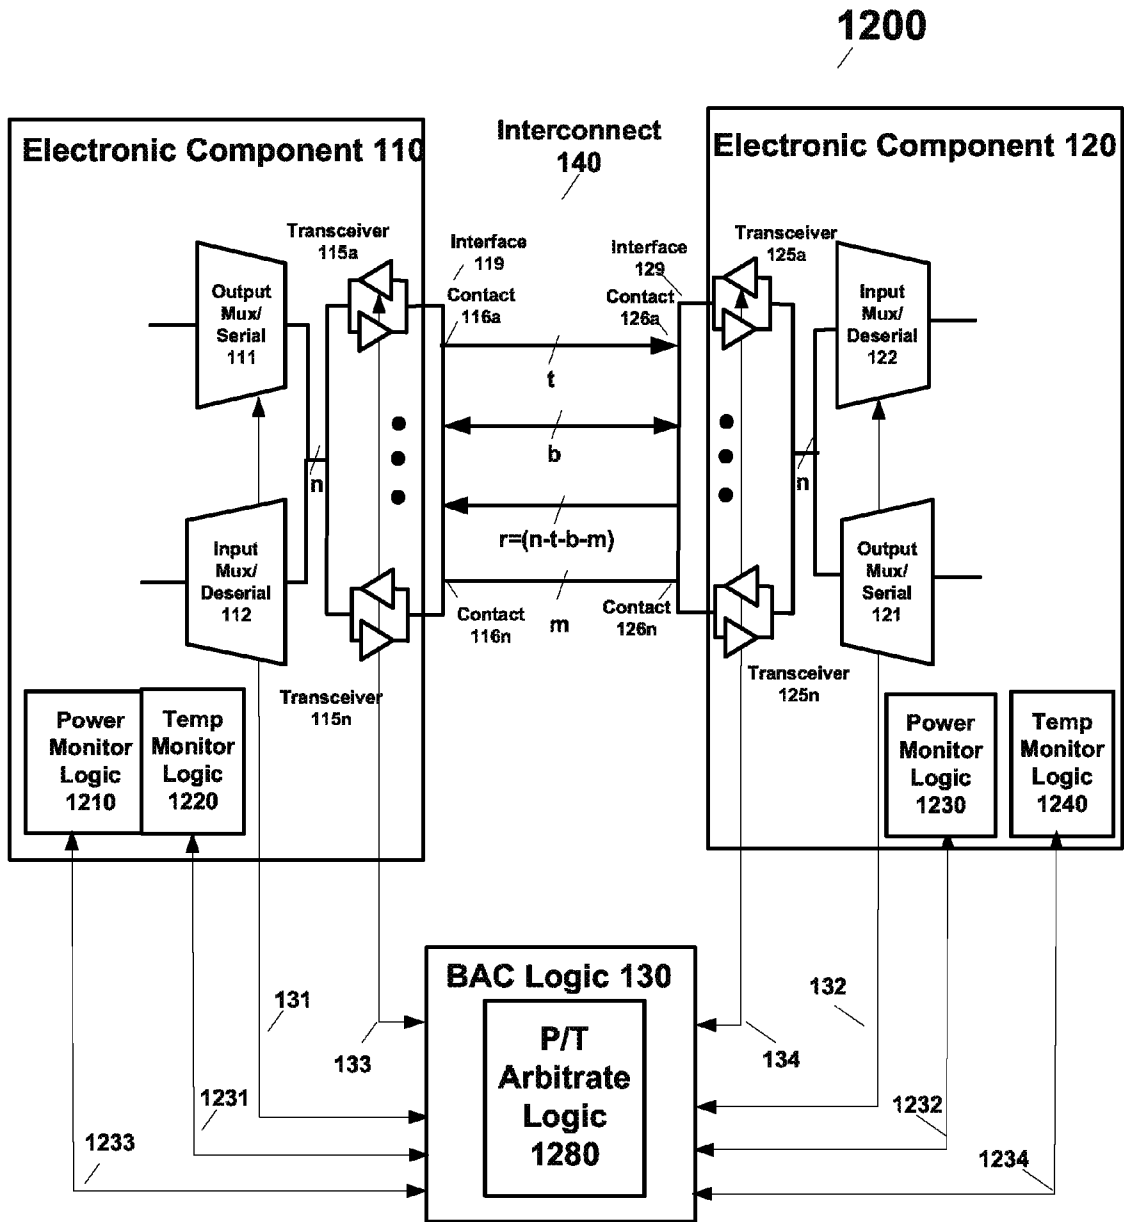 1200
Electronic Component 110
Interconnect
140
Electronic Component 120
Transceiver
115a
Interface
119
Interface
129
Transceiver
125a
Output
Mux/
Serial
111
Contact
116a
Contact
126a
Input
Mux/
Deserial
122
t
b
n
n
r=(n-t-b-m)
Input
Mux/
Deserial
112
Output
Mux/
Serial
121
Contact
116n
m
Contact
126n
Transceiver
115n
Transceiver
125n
Power
Monitor
Logic
1210
Temp
Monitor
Logic
1220
Power
Monitor
Logic
1230
Temp
Monitor
Logic
1240
BAC Logic 130
P/T
Arbitrate
Logic
1280
131
133
134
132
1231
1233
1232
1234